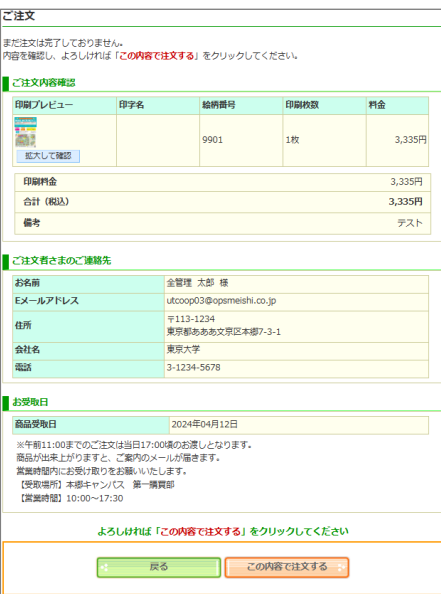 ご注文
まだ注文は完了しておりません。
内容を確認し、よろしければ「この内容で注文する」をクリックしてください。
ご注文内容確認
印刷プレビュー 印字名 絵柄番号 印刷枚数 料金
9901 1枚 3,335円
拡大して確認
印刷料金 3,335円
合計（税込） 3,335円
備考 テスト
ご注文者さまのご連絡先
お名前 全管理 太郎 様
Eメールアドレス utcoop03@opsmeishi.co.jp
住所 〒113-1234
東京都あああ文京区本郷7-3-1
会社名 東京大学
電話 3-1234-5678
お受取日
商品受取日 2024年04月12日
※午前11:00までのご注文は当日17:00頃のお渡しとなります。
商品が出来上がりますと、ご案内のメールが届きます。
営業時間内にお受け取りをお願いいたします。
【受取場所】本郷キャンパス 第一購買部
【営業時間】10:00～17:30
よろしければ「この内容で注文する」をクリックしてください
戻る この内容で注文する